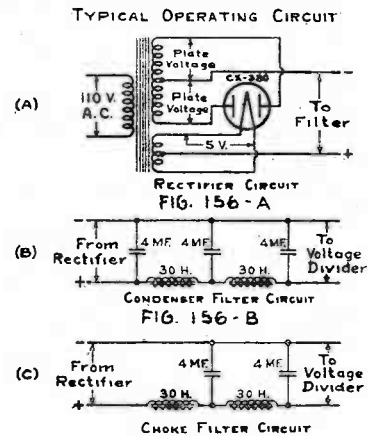 TYPICAL OPERATING CIRCUIT
Plate
Voltage
CX-380
-
(A)
110 V.
A.C.
Plate
Voltage
To
Filter
5 V.
+
RECTIFIER CIRCUIT
FIG. 156-A
(B)
From
Rectifier
4 MF.
4 MF.
4 MF.
To
Voltage
Divider
30 H.
30 H.
+
+
CONDENSER FILTER CIRCUIT
FIG. 156-B
(C)
From
Rectifier
4 MF.
4 MF.
To
Voltage
Divider
30 H.
30 H.
+
+
CHOKE FILTER CIRCUIT